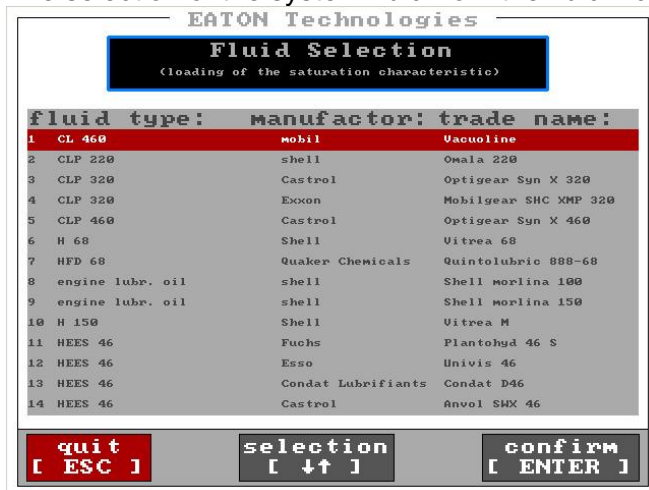 EATON Technologies
Fluid Selection
(loading of the saturation characteristic)
fluid type: manufactor: trade name:
1 CL 460 mobil Vacuoline
2 CLP 220 shell Omala 220
3 CLP 320 Castrol Optigear Syn X 320
4 CLP 320 Exxon Mobilgear SHC XMP 320
5 CLP 460 Castrol Optigear Syn X 460
6 H 68 Shell Vitrea 68
7 HFD 68 Quaker Chemicals Quintolubric 888-68
8 engine lubr. oil shell Shell morlina 100
9 engine lubr. oil shell Shell morlina 150
10 H 150 Shell Vitrea M
11 HEES 46 Fuchs Plantohyd 46 S
12 HEES 46 Esso Univis 46
13 HEES 46 Condat Lubrifiants Condat D46
14 HEES 46 Castrol Anvol SWX 46
quit selection confirm
[ ESC ] [ ↓↑ ] [ ENTER ]